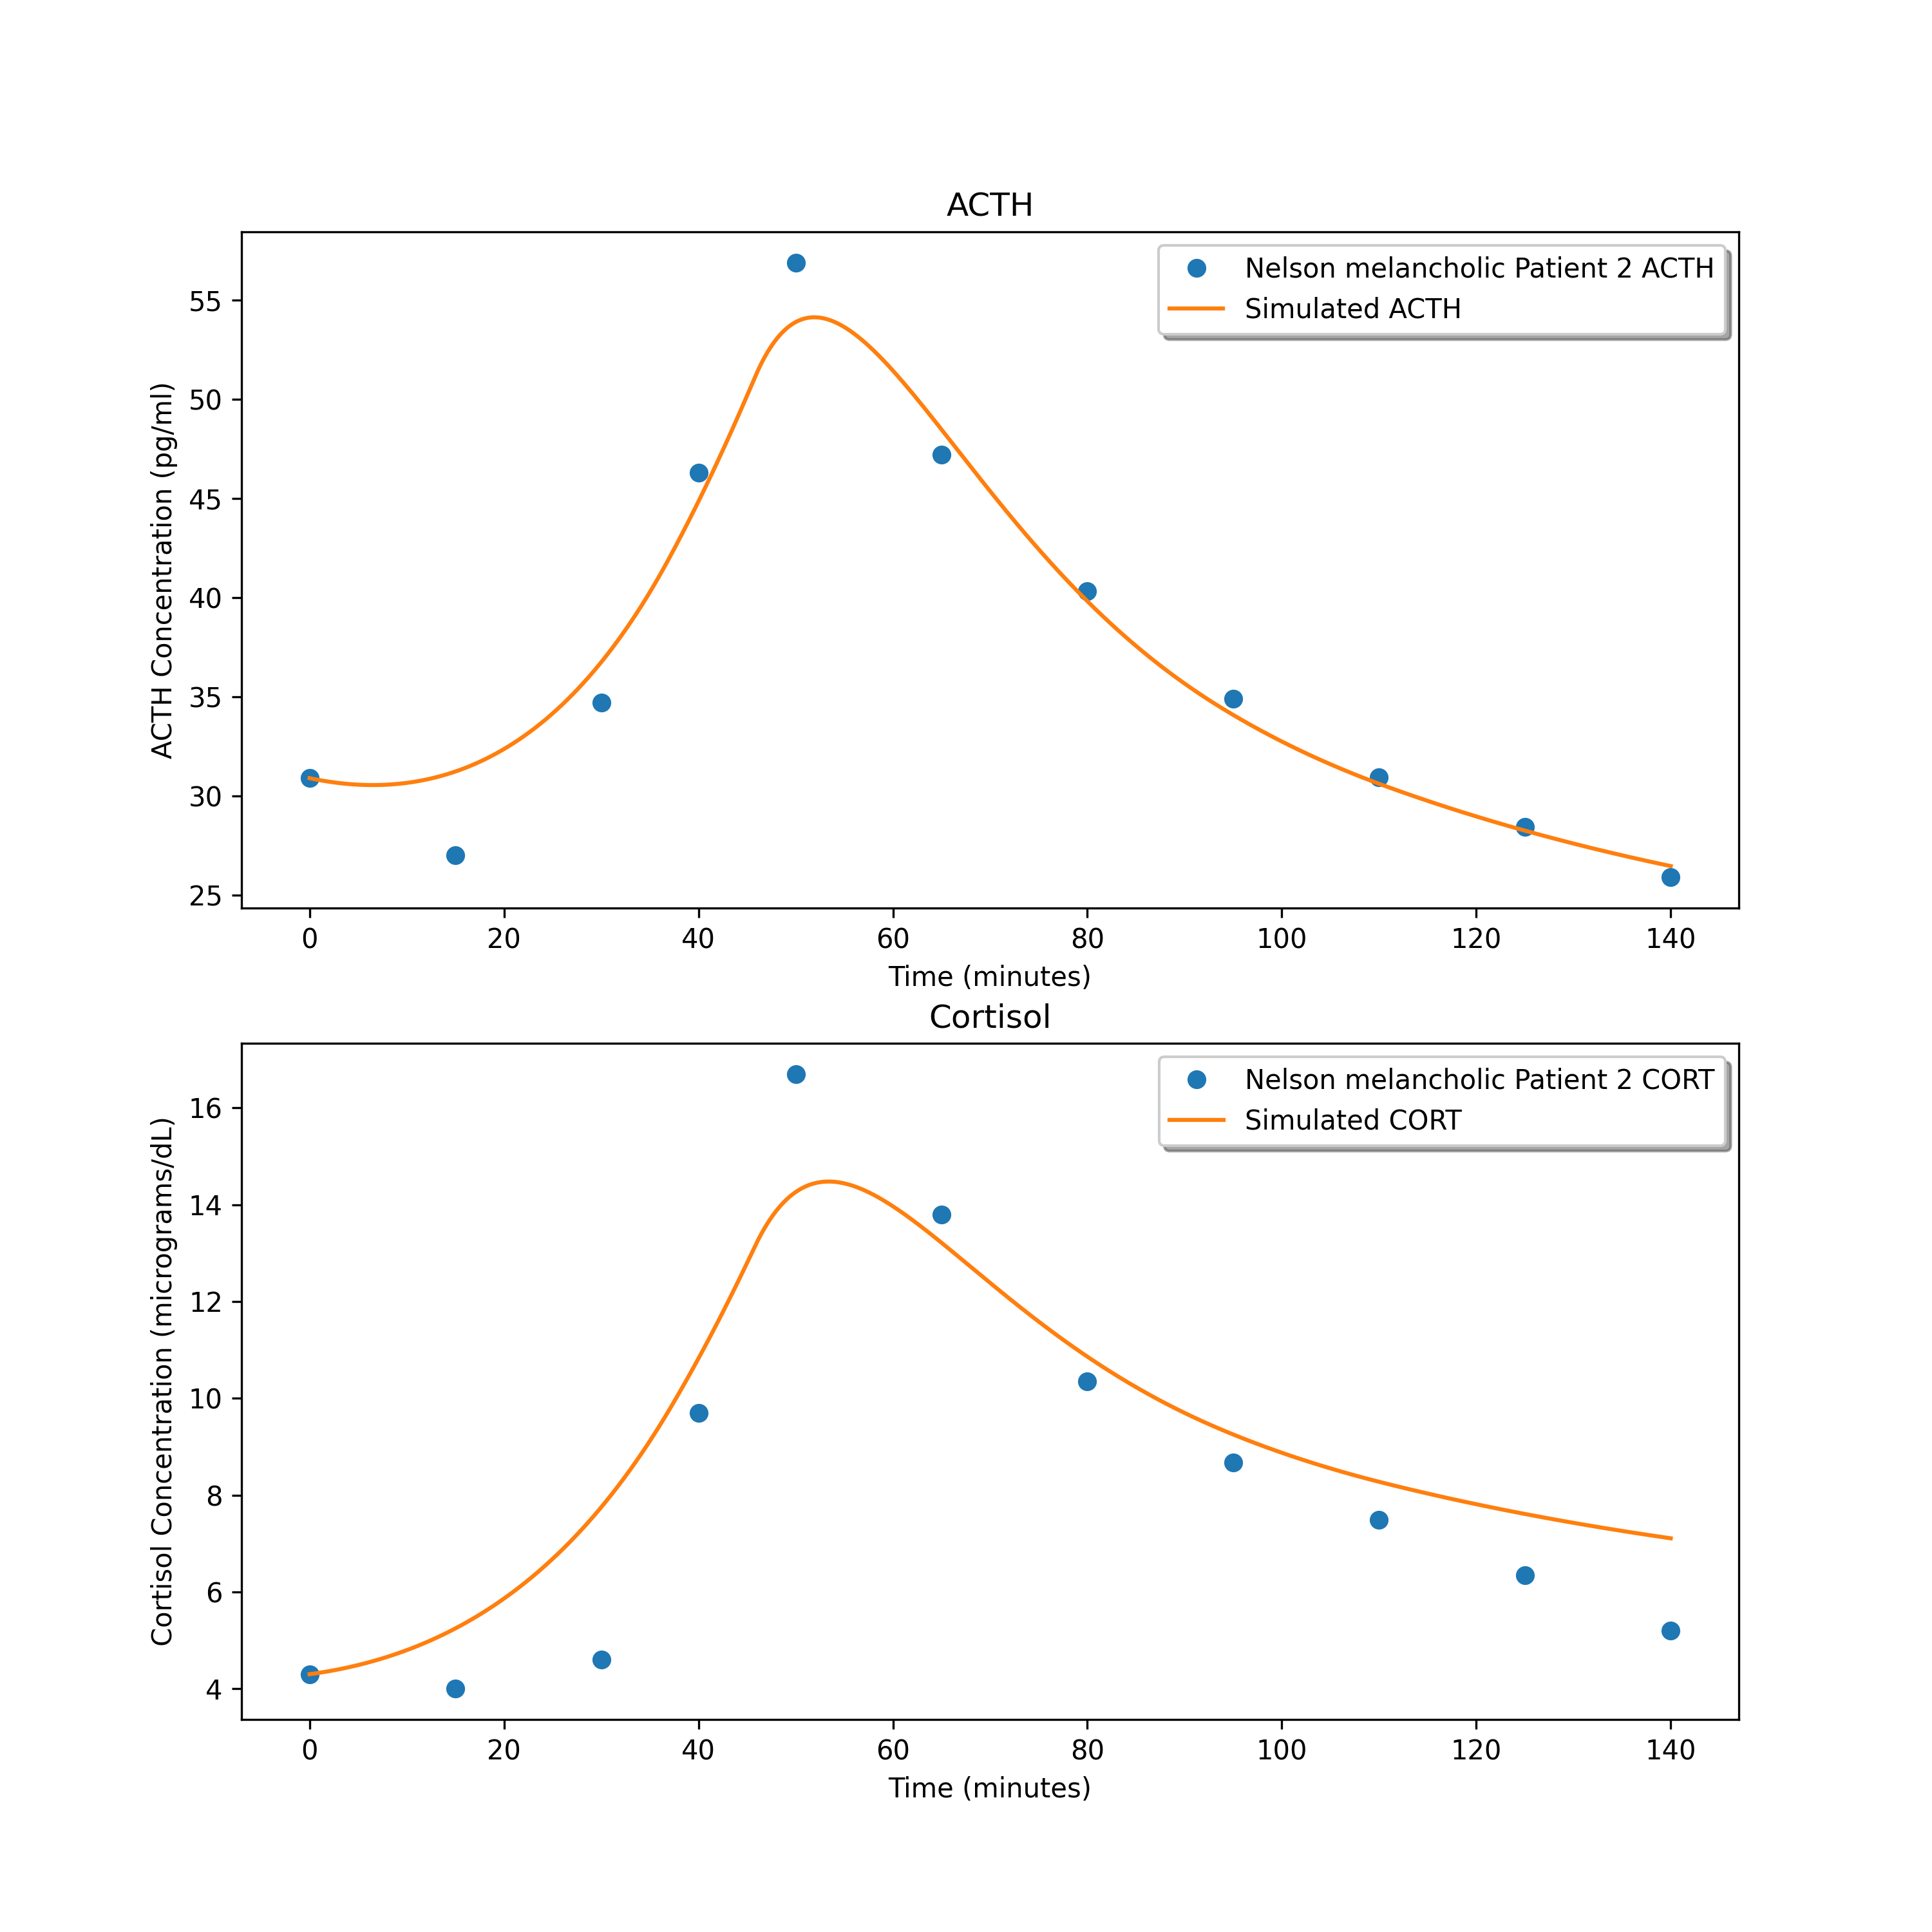 ACTH
Nelson melancholic Patient 2 ACTH
Simulated ACTH
ACTH Concentration (pg/ml)
55
50
45
40
35
30
25
0 20 40 60 80 100 120 140
Time (minutes)
Cortisol
Nelson melancholic Patient 2 CORT
Simulated CORT
Cortisol Concentration (micrograms/dL)
16
14
12
10
8
6
4
0 20 40 60 80 100 120 140
Time (minutes)